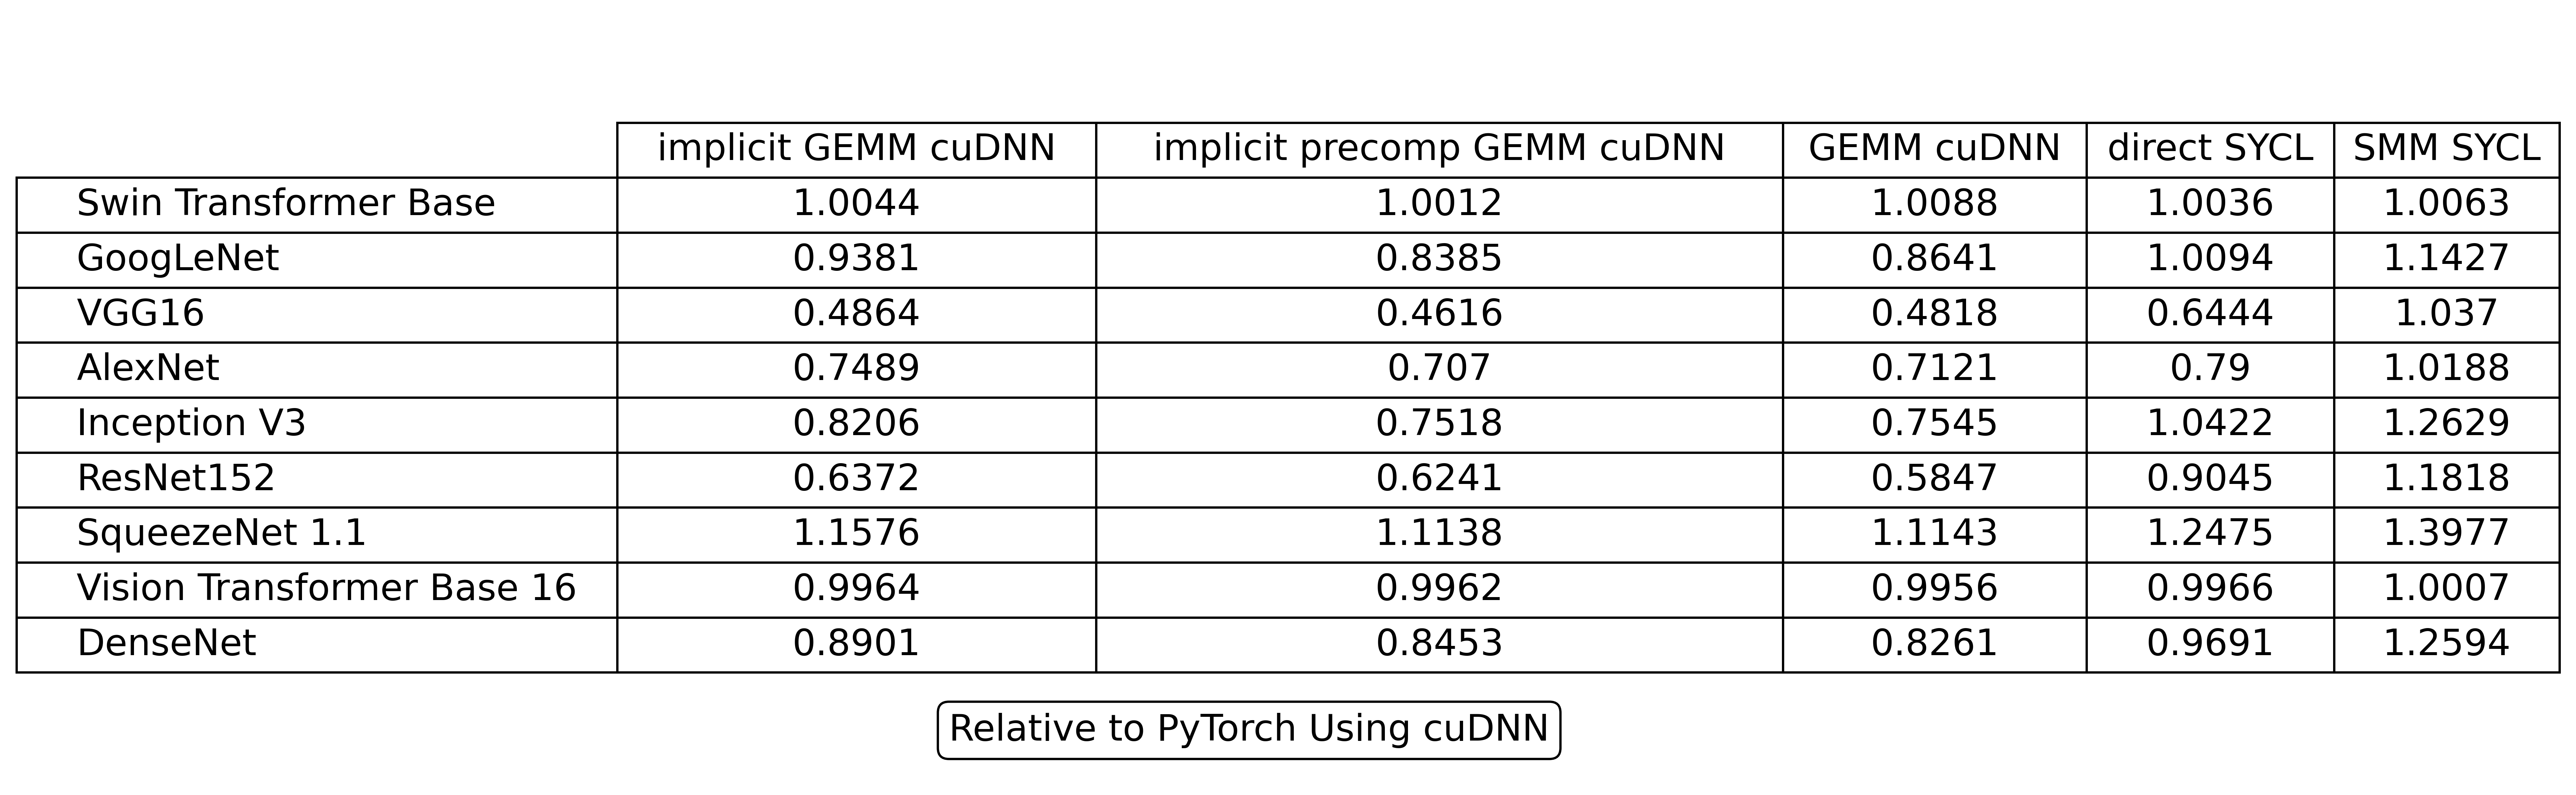 implicit GEMM cuDNN implicit precomp GEMM cuDNN GEMM cuDNN direct SYCL SMM SYCL
Swin Transformer Base 1.0044 1.0012 1.0088 1.0036 1.0063
GoogLeNet 0.9381 0.8385 0.8641 1.0094 1.1427
VGG16 0.4864 0.4616 0.4818 0.6444 1.037
AlexNet 0.7489 0.707 0.7121 0.79 1.0188
Inception V3 0.8206 0.7518 0.7545 1.0422 1.2629
ResNet152 0.6372 0.6241 0.5847 0.9045 1.1818
SqueezeNet 1.1 1.1576 1.1138 1.1143 1.2475 1.3977
Vision Transformer Base 16 0.9964 0.9962 0.9956 0.9966 1.0007
DenseNet 0.8901 0.8453 0.8261 0.9691 1.2594
Relative to PyTorch Using cuDNN